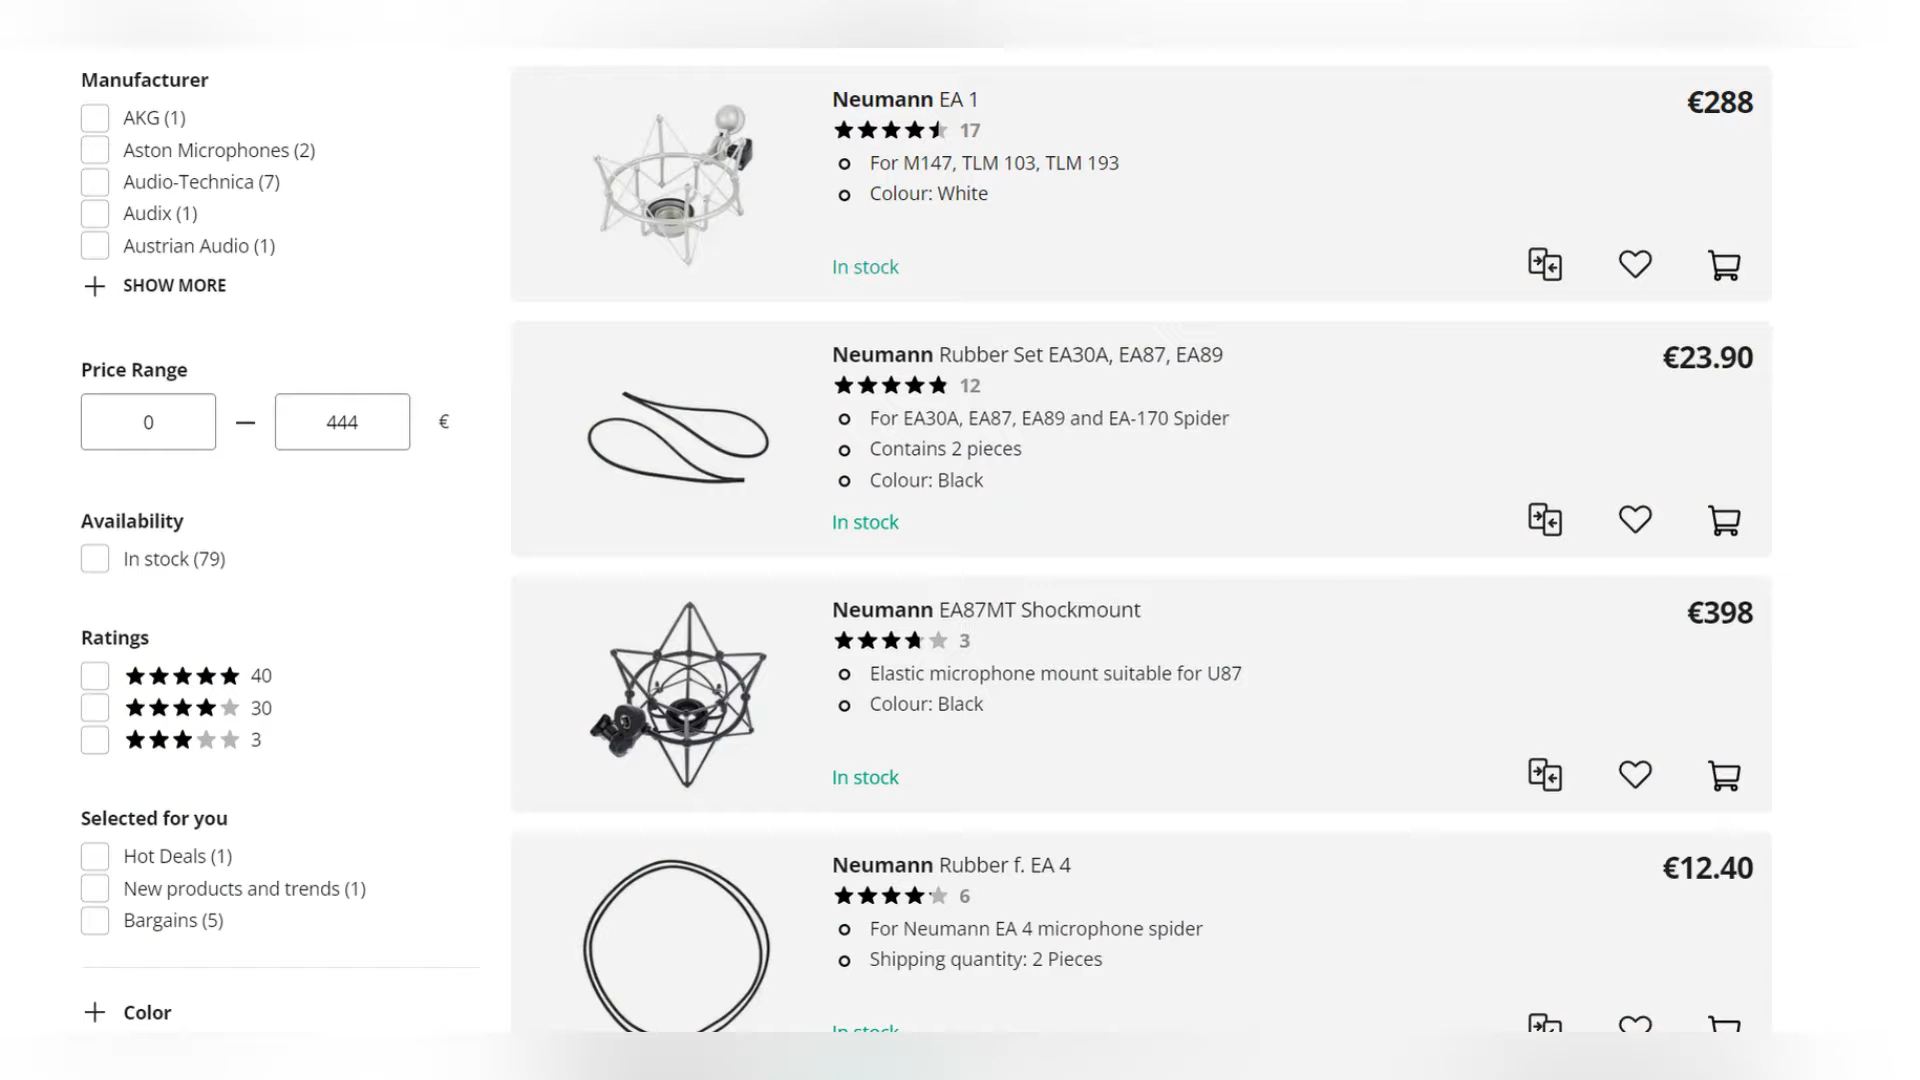 Manufacturer
AKG (1)
Aston Microphones (2)
Audio-Technica (7)
Audix (1)
Austrian Audio (1)
SHOW MORE
Price Range
0 — 444 €
Availability
In stock (79)
Ratings
40
30
3
Selected for you
Hot Deals (1)
New products and trends (1)
Bargains (5)
Color
Neumann EA 1
€288
17
For M147, TLM 103, TLM 193
Colour: White
In stock
Neumann Rubber Set EA30A, EA87, EA89
€23.90
12
For EA30A, EA87, EA89 and EA-170 Spider
Contains 2 pieces
Colour: Black
In stock
Neumann EA87MT Shockmount
€398
3
Elastic microphone mount suitable for U87
Colour: Black
In stock
Neumann Rubber f. EA 4
€12.40
6
For Neumann EA 4 microphone spider
Shipping quantity: 2 Pieces
In stock